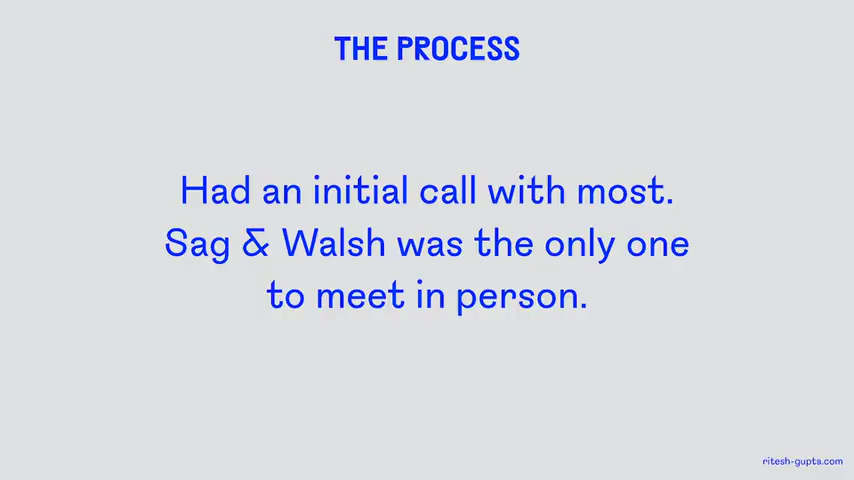 THE PROCESS
Had an initial call with most.
Sag & Walsh was the only one
to meet in person.
ritesh-gupta.com